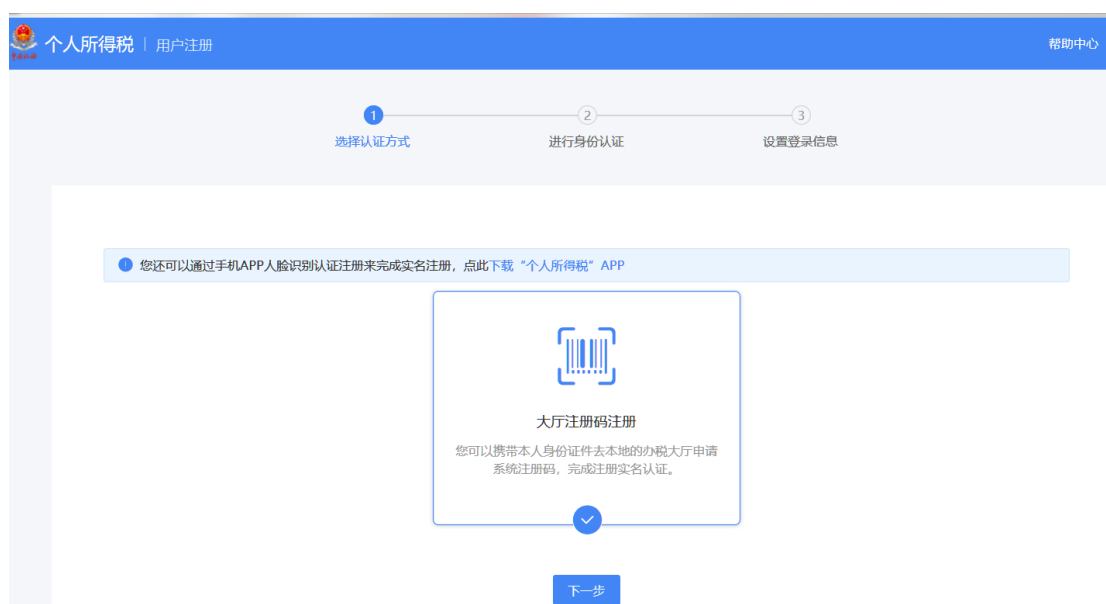 个人所得税 | 用户注册
帮助中心
1
2
3
选择认证方式
进行身份认证
设置登录信息
您还可以通过手机APP人脸识别认证注册来完成实名注册，点此下载“个人所得税”APP
大厅注册码注册
您可以携带本人身份证件去本地的办税大厅申请
系统注册码，完成注册实名认证。
下一步